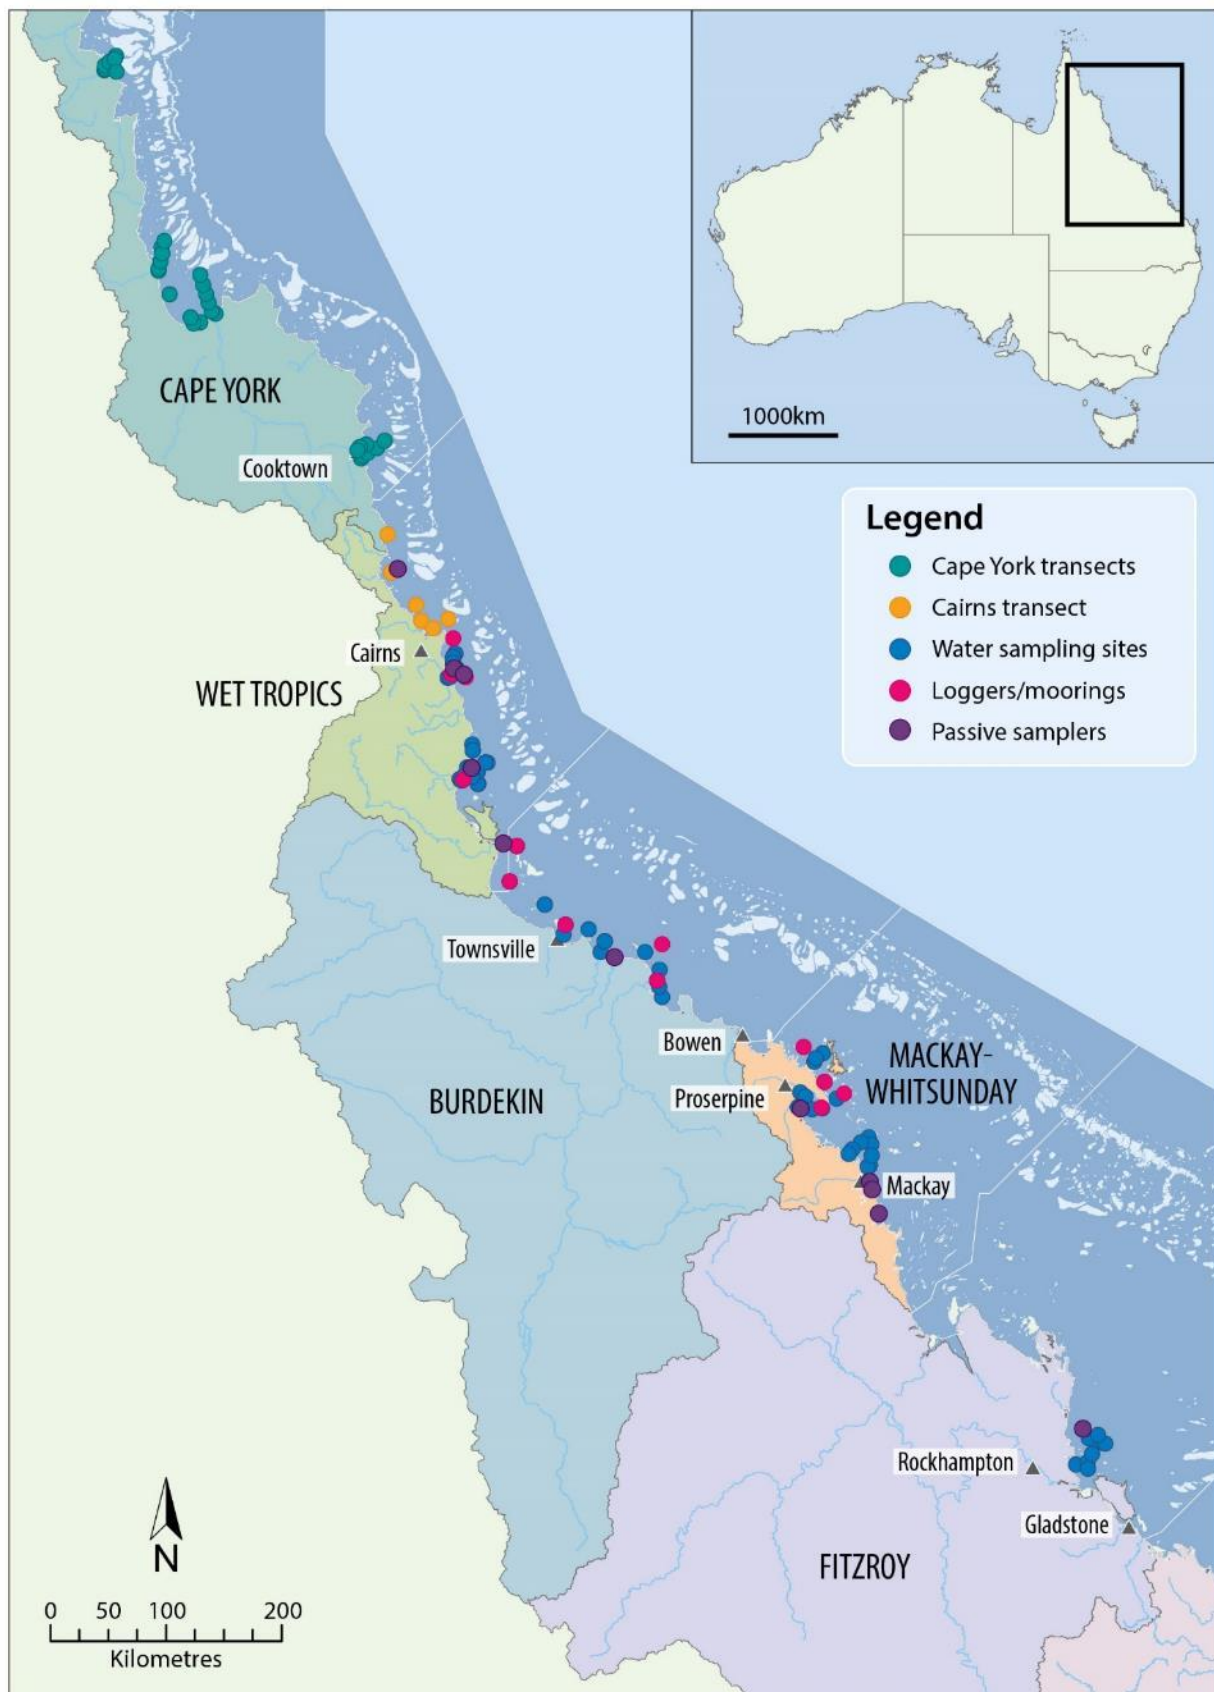 1000km
Legend
Cape York transects
Cairns transect
Water sampling sites
Loggers/moorings
Passive samplers
CAPE YORK
Cooktown
Cairns
WET TROPICS
Townsville
Bowen
MACKAY-
WHITSUNDAY
Proserpine
BURDEKIN
Mackay
Rockhampton
Gladstone
FITZROY
N
0 50 100 200
Kilometres